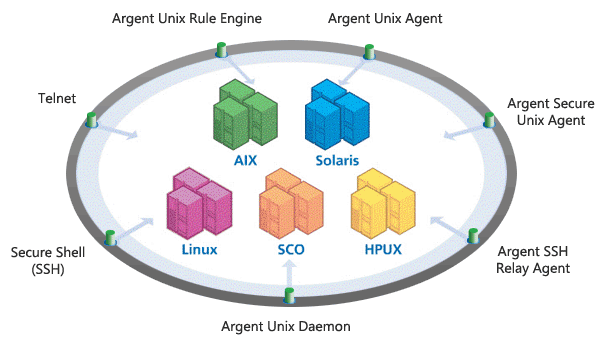 Argent Unix Rule Engine
Argent Unix Agent
Telnet
Argent Secure
Unix Agent
AIX
Solaris
Linux
SCO
HPUX
Secure Shell
(SSH)
Argent SSH
Relay Agent
Argent Unix Daemon